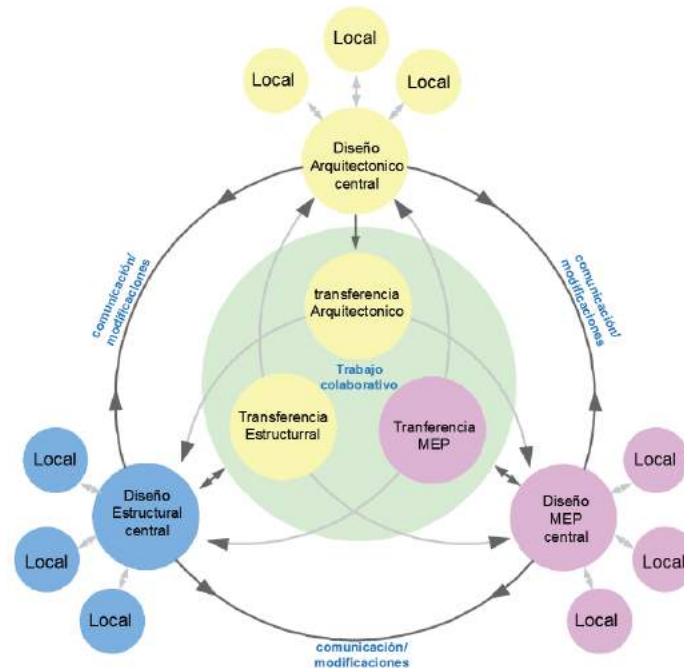 Local
Local
Local
Diseño
Arquitectonico
central
comunicación/
modificaciones
comunicación/
modificaciones
transferencia
Arquitectonico
Trabajo
colaborativo
Transferencia
Estructurral
Tranferencia
MEP
Local
Local
Local
Diseño
Estructural
central
Diseño
MEP
central
Local
Local
Local
comunicación/
modificaciones